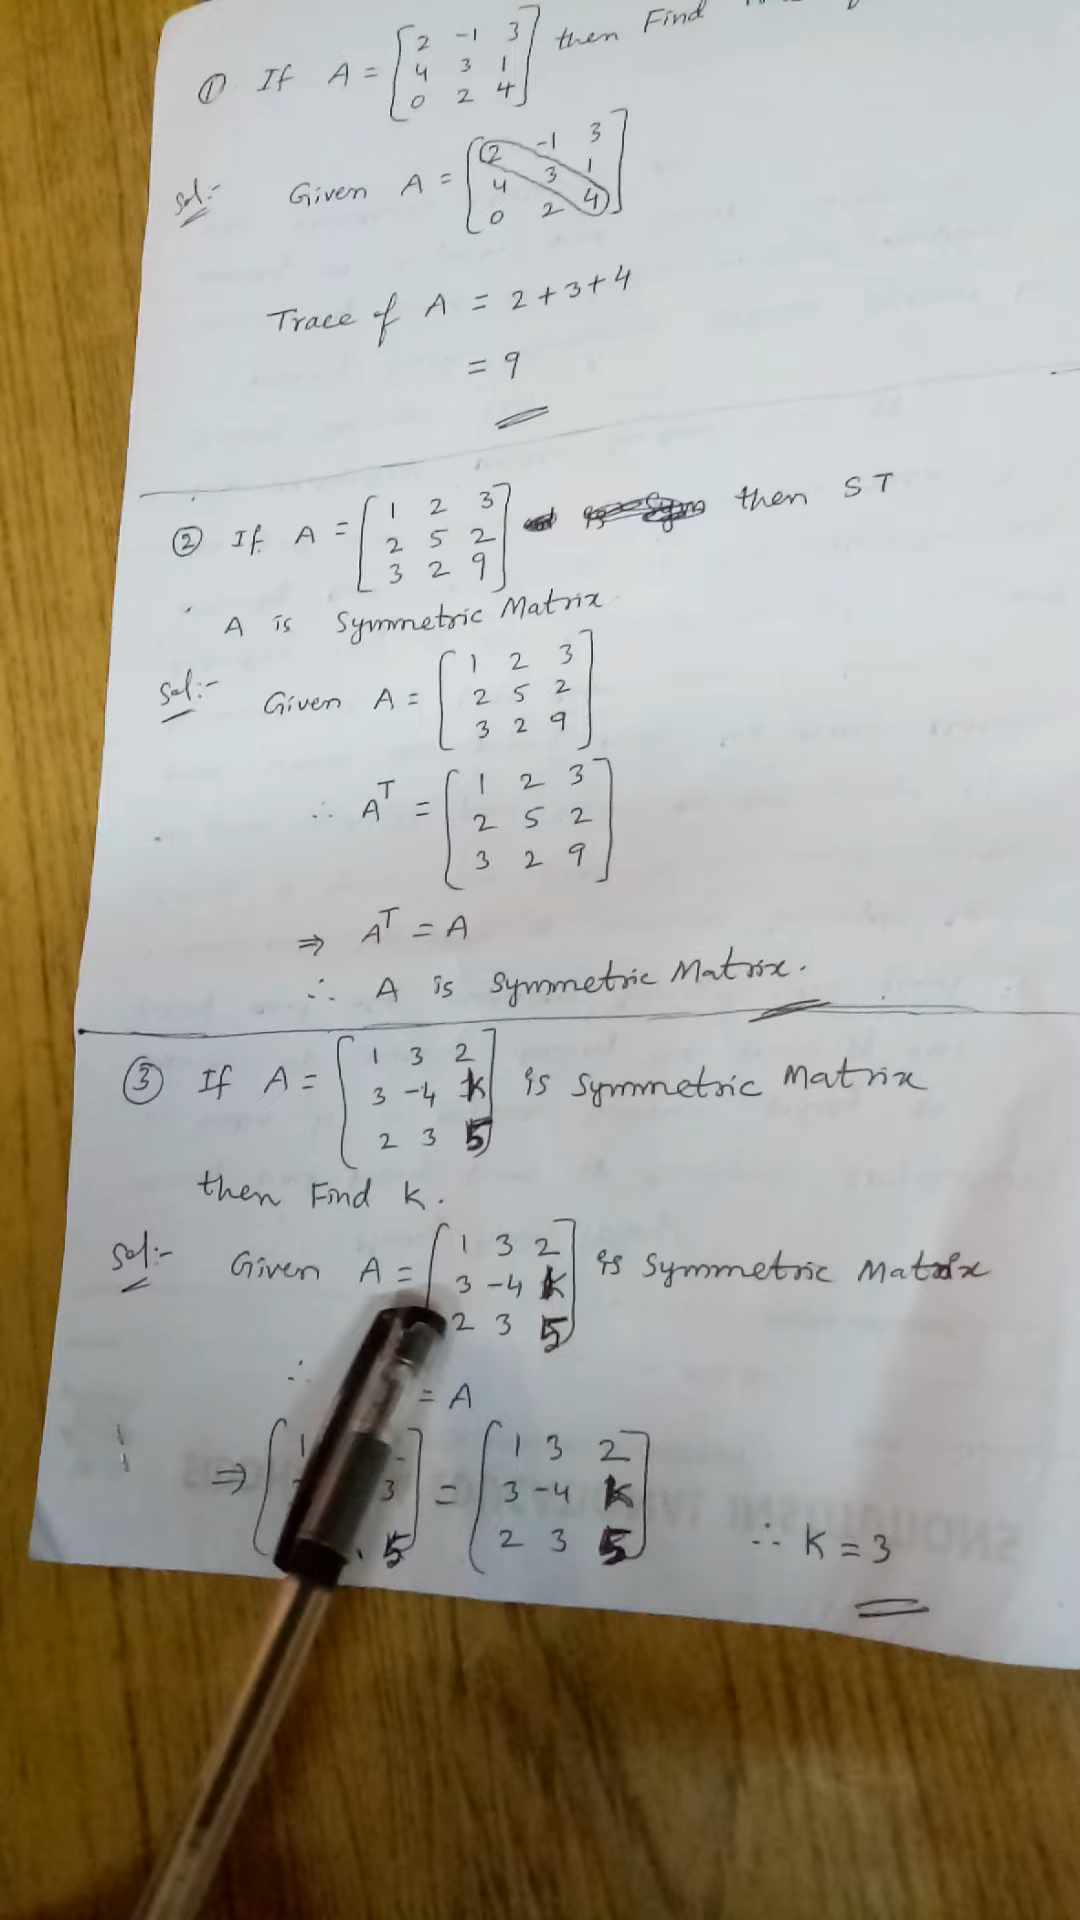 ① If A = [2 -1 3
4 3 1
0 2 4] then Find
Sol:- Given A = [2 -1 3
4 3 1
0 2 4]
Trace of A = 2+3+4
= 9
② If A = [1 2 3
2 5 2
3 2 9] then ST
A is Symmetric Matrix
Sol:- Given A = [1 2 3
2 5 2
3 2 9]
∴ Aᵀ = [1 2 3
2 5 2
3 2 9]
⇒ Aᵀ = A
∴ A is Symmetric Matrix.
③ If A = [1 3 2
3 -4 k
2 3 5] is Symmetric Matrix
then Find k.
Sol:- Given A = [1 3 2
3 -4 k
2 3 5] is Symmetric Matrix
∴ = A
⇒ [1
3
5] = [1 3 2
3 -4 k
2 3 5]
∴ k = 3